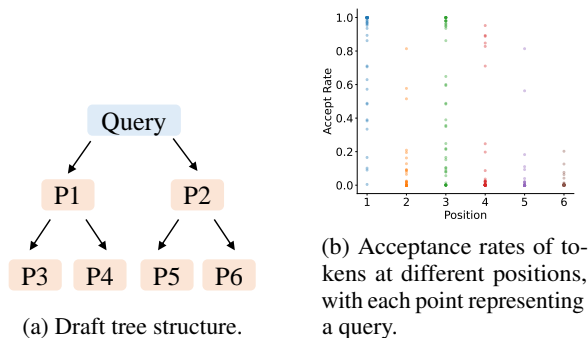 Query
P1 P2
P3 P4 P5 P6
(a) Draft tree structure.
1.0
0.8
0.6
0.4
0.2
0.0
Accept Rate
1 2 3 4 5 6
Position
(b) Acceptance rates of to-
kens at different positions,
with each point representing
a query.